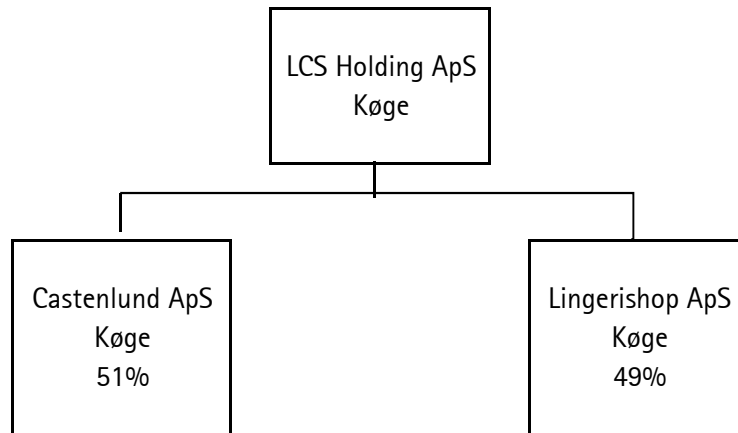 LCS Holding ApS
Køge
Castenlund ApS
Køge
51%
Lingerishop ApS
Køge
49%